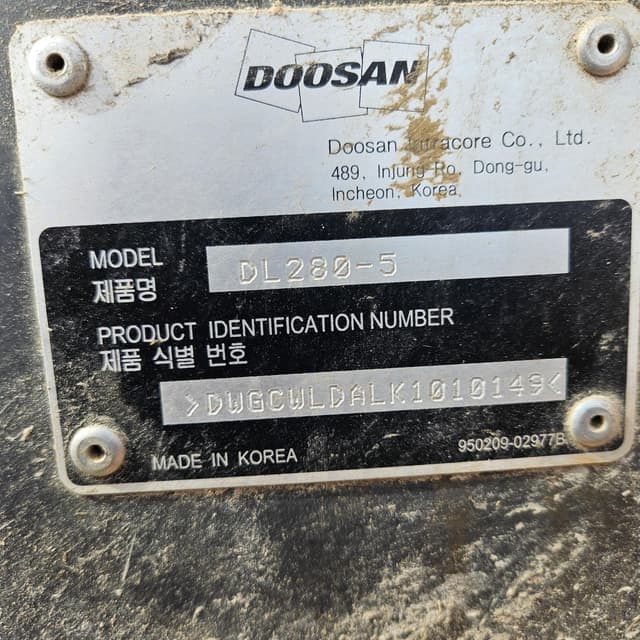 DOOSAN
Doosan Infracore Co., Ltd.
489, Injung-Ro, Dong-gu,
Incheon, Korea
MODEL DL280-5
제품명
PRODUCT IDENTIFICATION NUMBER
제품 식별 번호
>DWGCWLDALK1010149<
MADE IN KOREA 950209-02977B